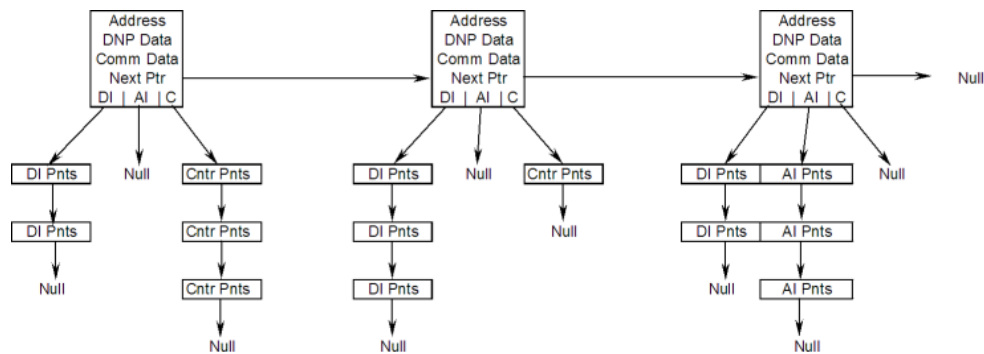 Address
DNP Data
Comm Data
Next Ptr
DI | AI | C
Address
DNP Data
Comm Data
Next Ptr
DI | AI | C
Address
DNP Data
Comm Data
Next Ptr
DI | AI | C
Null
DI Pnts
Null
Cntr Pnts
DI Pnts
Null
Cntr Pnts
DI Pnts
AI Pnts
Null
DI Pnts
Cntr Pnts
DI Pnts
Null
DI Pnts
AI Pnts
Null
Cntr Pnts
DI Pnts
Null
AI Pnts
Null
Null
Null